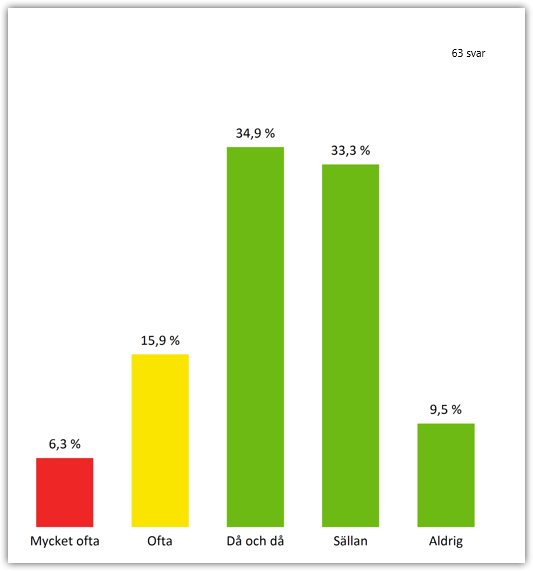 63 svar
34,9 %
33,3 %
15,9 %
9,5 %
6,3 %
Mycket ofta Ofta Då och då Sällan Aldrig